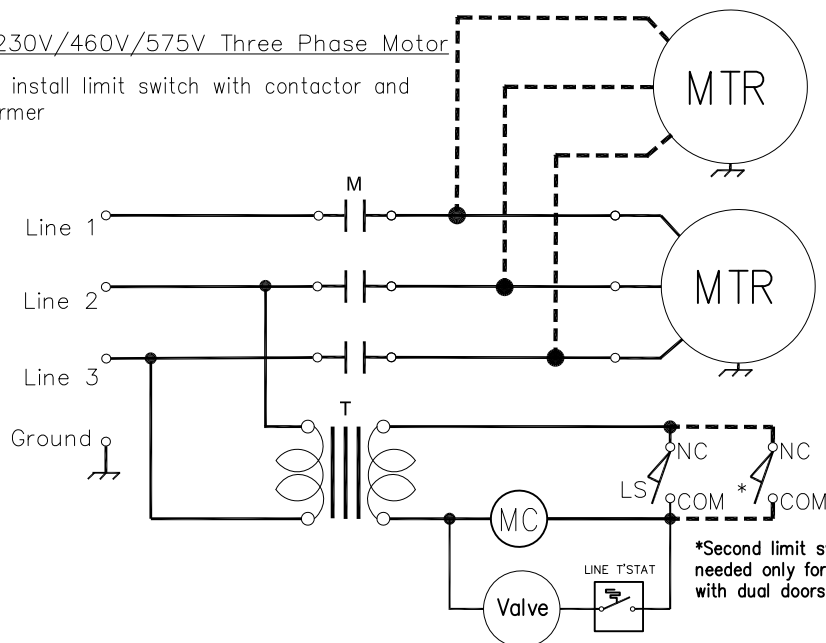 230V/460V/575V Three Phase Motor
install limit switch with contactor and
MTR
M
Line 1
MTR
Line 2
Line 3
T
Ground
NC
NC
LS
*
COM
COM
MC
*Second limit
needed only for
with dual doors
LINE T'STAT
Valve